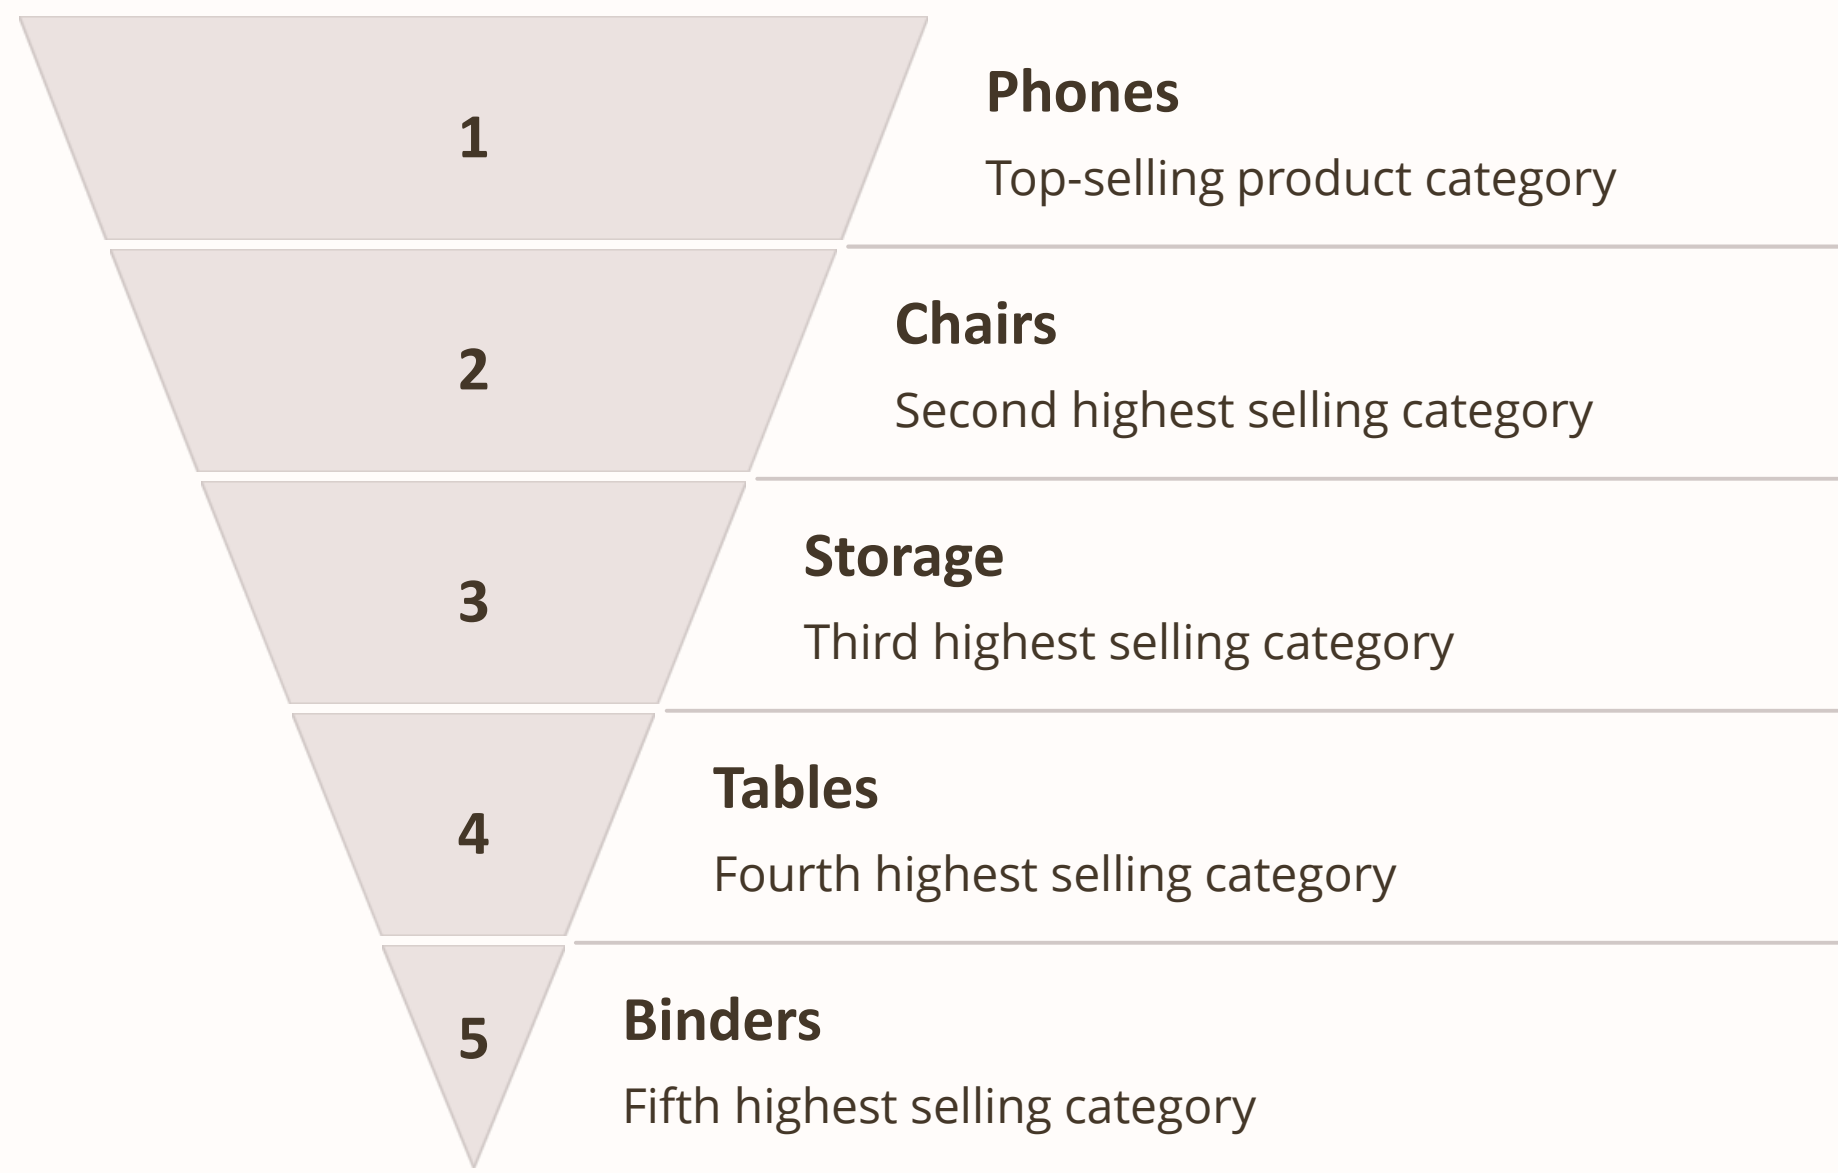 1
Phones
Top-selling product category
2
Chairs
Second highest selling category
3
Storage
Third highest selling category
4
Tables
Fourth highest selling category
5
Binders
Fifth highest selling category